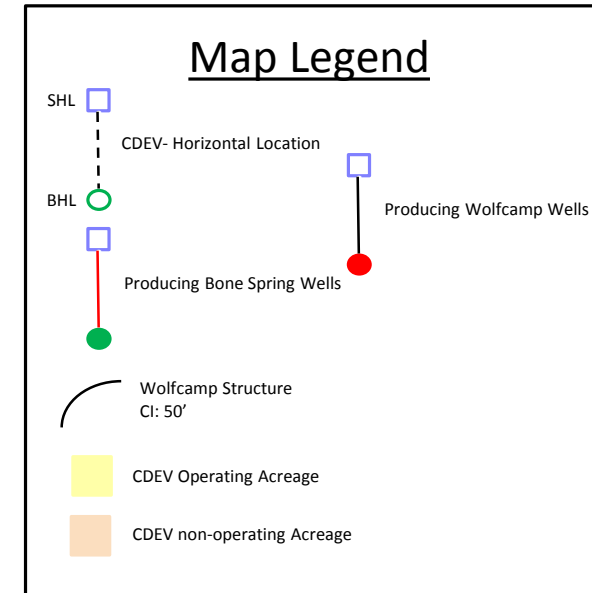 Map Legend
SHL
CDEV- Horizontal Location
BHL
Producing Wolfcamp Wells
Producing Bone Spring Wells
Wolfcamp Structure
CI: 50’
CDEV Operating Acreage
CDEV non-operating Acreage